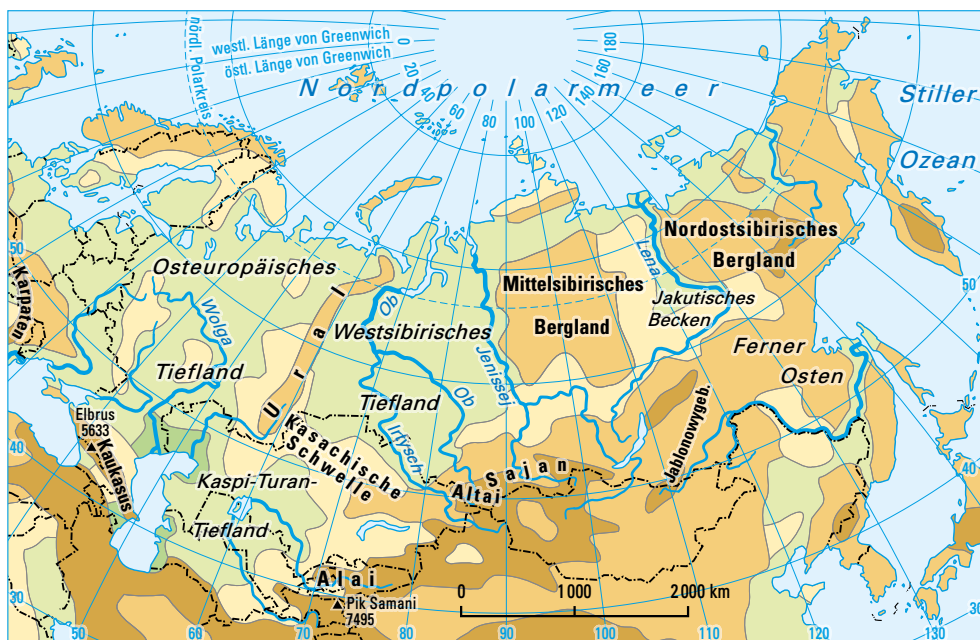 westl. Länge von Greenwich
östl. Länge von Greenwich
nördl. Polarkreis
0
20
40
60
80
100
120
140
160
180
Nordpolarmeer
Stiller
Ozean
50
Karpaten
Osteuropäisches
Tiefland
Wolga
Ural
Ob
Westsibirisches
Tiefland
Ob
Irtysch
Jenissej
Mittelsibirisches
Bergland
Lena
Nordostsibirisches
Bergland
Jakutisches
Becken
Ferner
Osten
50
Elbrus
5633
Kaukasus
40
Kasachische
Schwelle
Kaspi-Turan-
Tiefland
Altai
Sajan
Jablonowygeb.
40
Alai
Pik Samani
7495
0
1000
2000 km
30
50
60
70
80
90
100
110
120
130
30